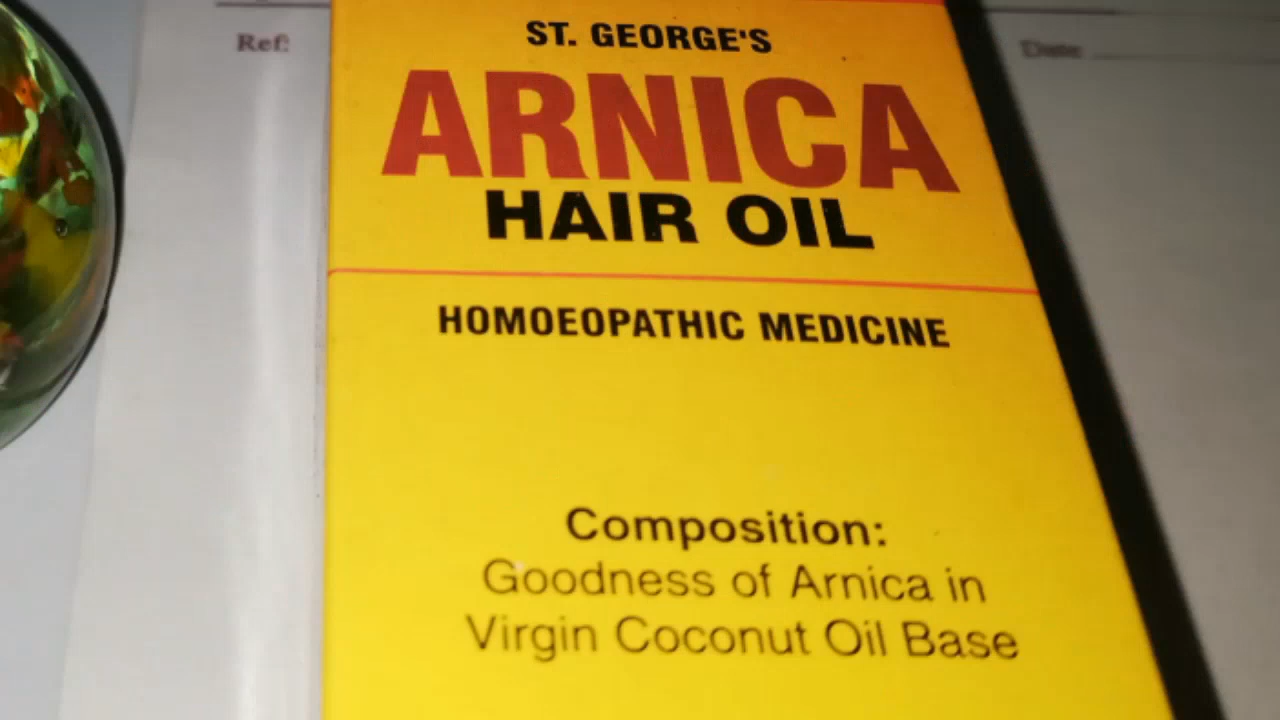 Ref:
Date
ST. GEORGE'S
ARNICA
HAIR OIL
HOMOEOPATHIC MEDICINE
Composition:
Goodness of Arnica in
Virgin Coconut Oil Base